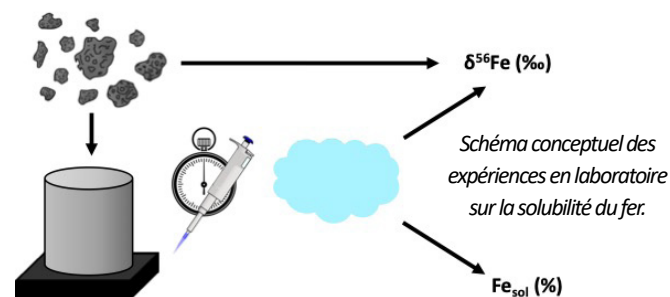 δ⁵⁶Fe (‰)
Schéma conceptuel des
expériences en laboratoire
sur la solubilité du fer.
Fe_sol (%)